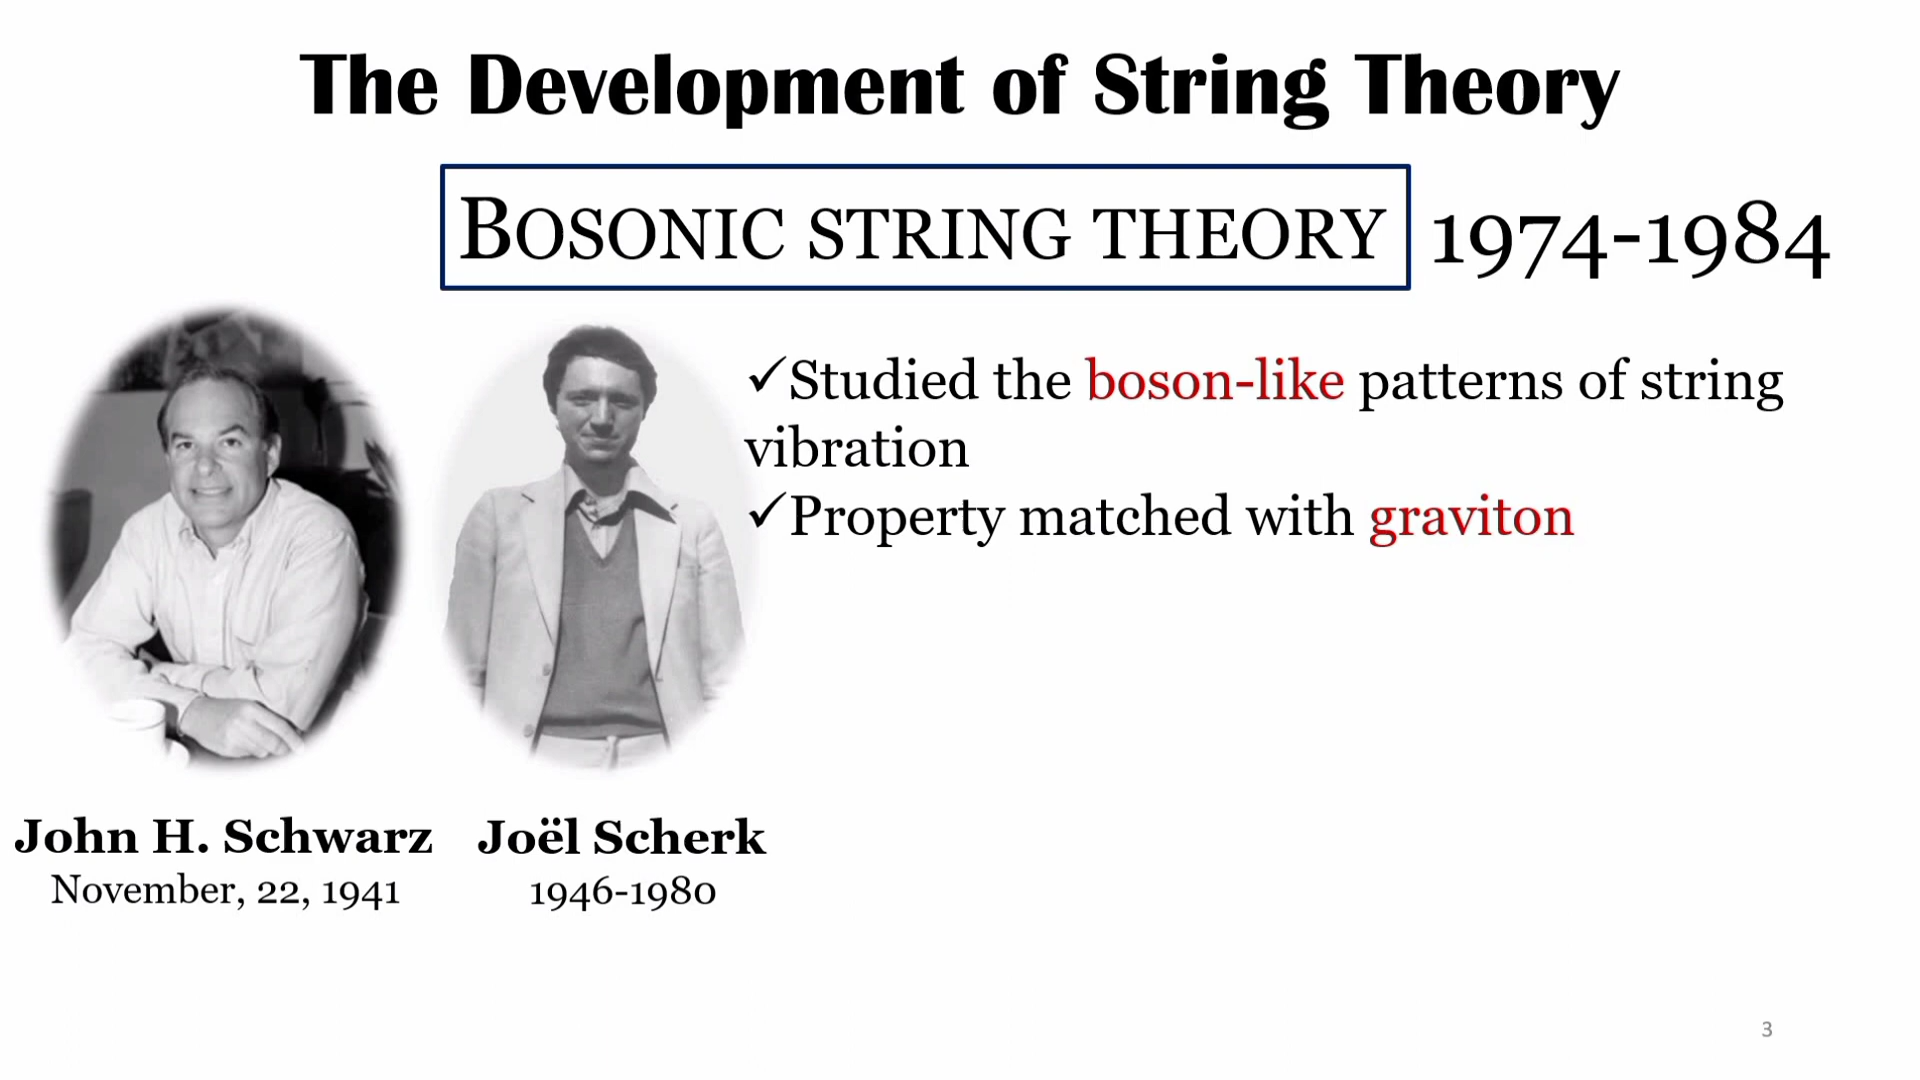 The Development of String Theory
BOSONIC STRING THEORY 1974-1984
✓Studied the boson-like patterns of string
vibration
✓Property matched with graviton
John H. Schwarz
November, 22, 1941
Joël Scherk
1946-1980
3